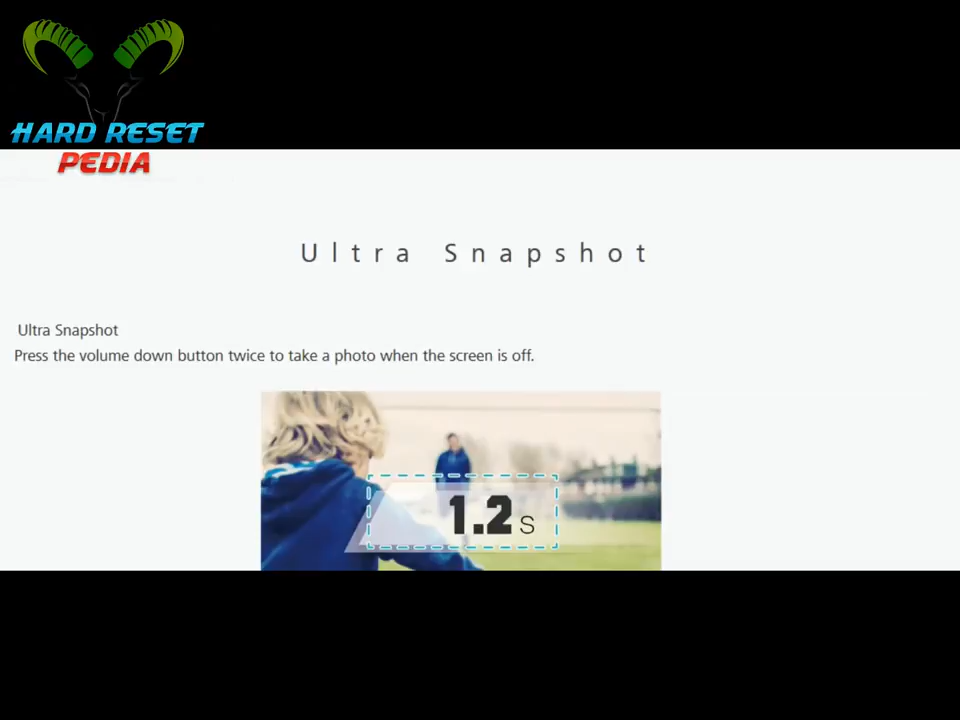 HARD RESET
PEDIA
Ultra Snapshot
Ultra Snapshot
Press the volume down button twice to take a photo when the screen is off.
1.2 s